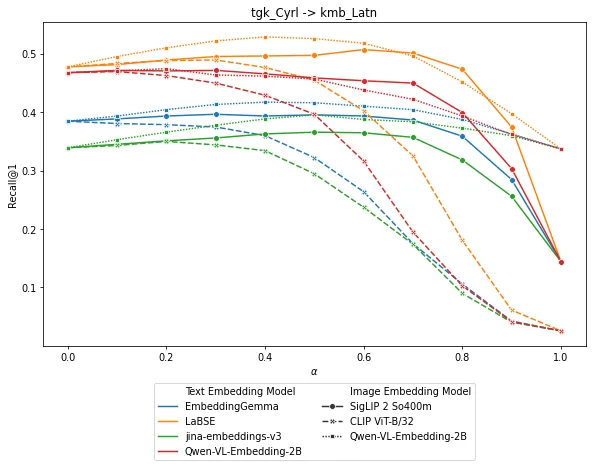 tgk_Cyrl -> kmb_Latn
Recall@1
0.5
0.4
0.3
0.2
0.1
0.0 0.2 0.4 0.6 0.8 1.0
α
Text Embedding Model Image Embedding Model
EmbeddingGemma SigLIP 2 So400m
LaBSE CLIP ViT-B/32
jina-embeddings-v3 Qwen-VL-Embedding-2B
Qwen-VL-Embedding-2B